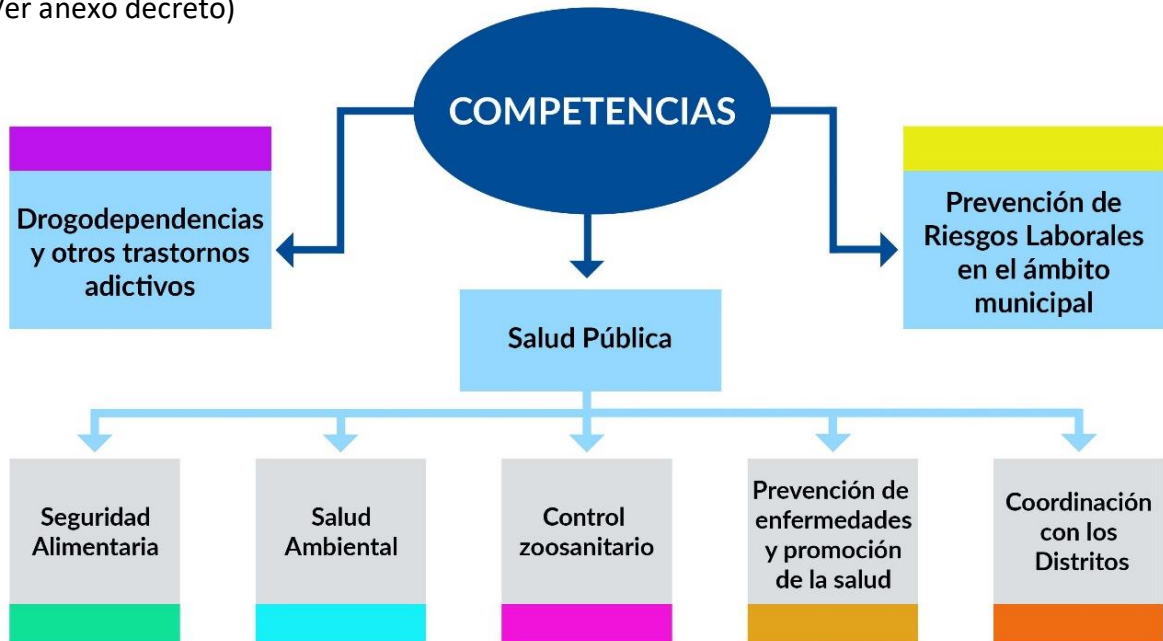 er anexo decreto)
COMPETENCIAS
Drogodependencias
y otros trastornos
adictivos
Prevención de
Riesgos Laborales
en el ámbito
municipal
Salud Pública
Seguridad
Alimentaria
Salud
Ambiental
Control
zoosanitario
Prevención de
enfermedades
y promoción
de la salud
Coordinación
con los
Distritos